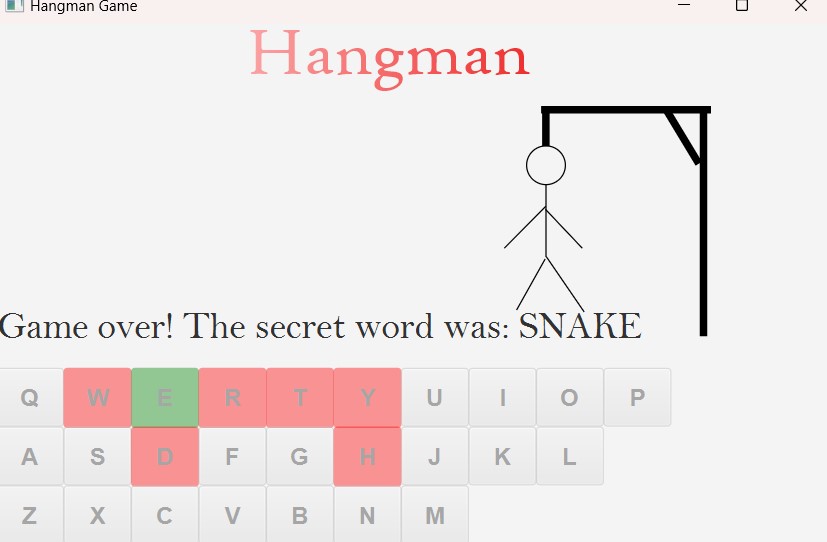 Hangman Game
Hangman
Game over! The secret word was: SNAKE
Q W E R T Y U I O P
A S D F G H J K L
Z X C V B N M